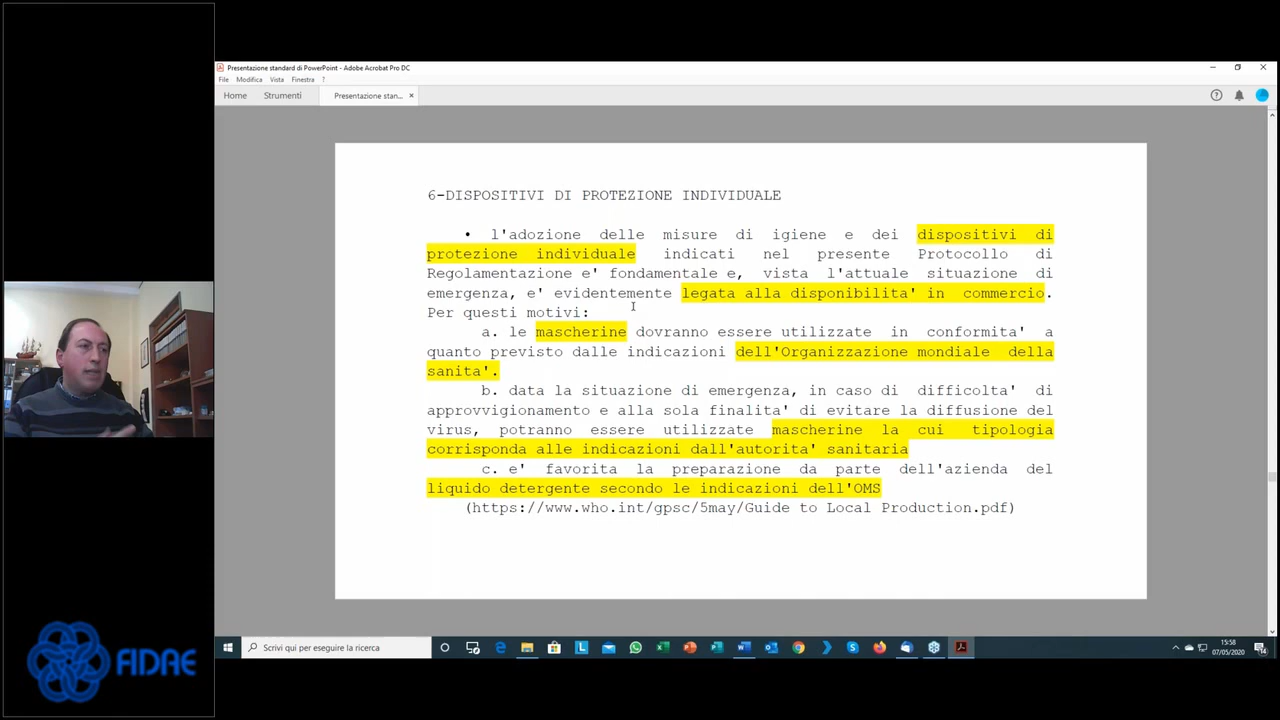 Presentazione standard di PowerPoint - Adobe Acrobat Pro DC
File Modifica Vista Finestra ?
Home Strumenti Presentazione stan... ×
6-DISPOSITIVI DI PROTEZIONE INDIVIDUALE
• l'adozione delle misure di igiene e dei dispositivi di
protezione individuale indicati nel presente Protocollo di
Regolamentazione e' fondamentale e, vista l'attuale situazione di
emergenza, e' evidentemente legata alla disponibilita' in commercio.
Per questi motivi:
a. le mascherine dovranno essere utilizzate in conformita' a
quanto previsto dalle indicazioni dell'Organizzazione mondiale della
sanita'.
b. data la situazione di emergenza, in caso di difficolta' di
approvvigionamento e alla sola finalita' di evitare la diffusione del
virus, potranno essere utilizzate mascherine la cui tipologia
corrisponda alle indicazioni dall'autorita' sanitaria
c. e' favorita la preparazione da parte dell'azienda del
liquido detergente secondo le indicazioni dell'OMS
(https://www.who.int/gpsc/5may/Guide to Local Production.pdf)
FIDAE
Scrivi qui per eseguire la ricerca
15:58
07/05/2020